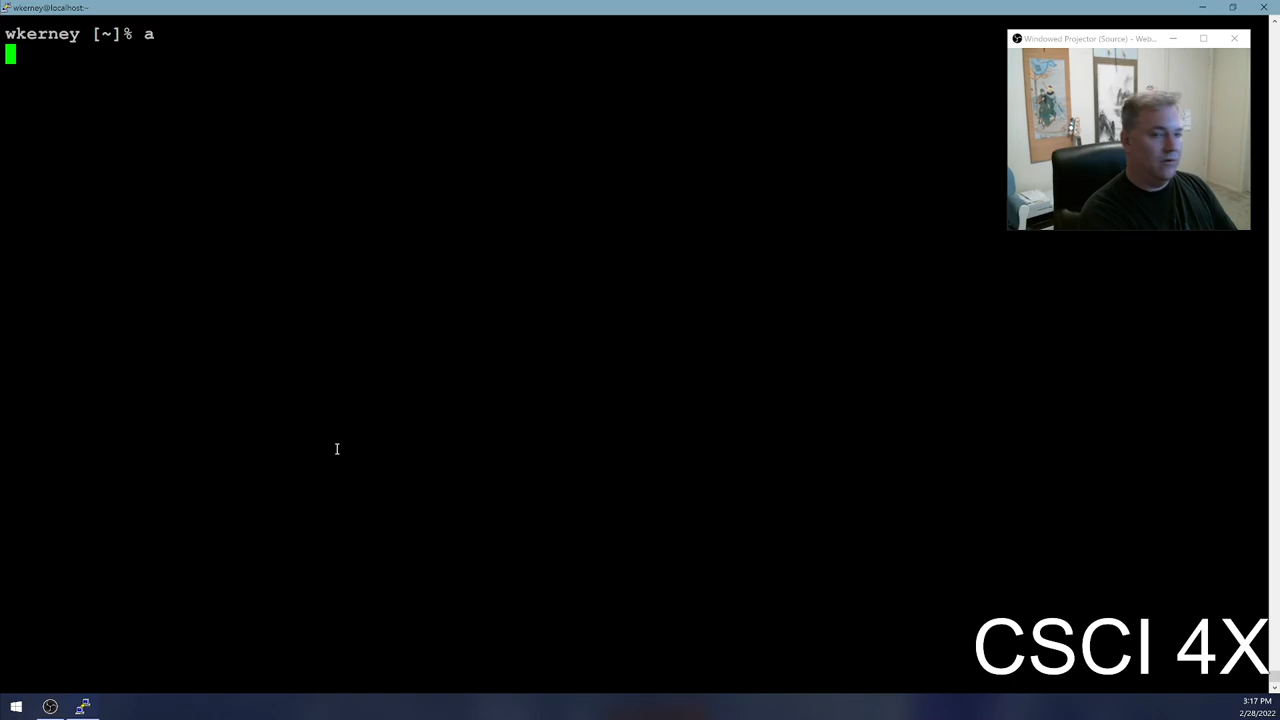 wkerney@localhost:~
wkerney [~]% a
Windowed Projector (Source) - Web...
CSCI 4X
3:17 PM
2/28/2022